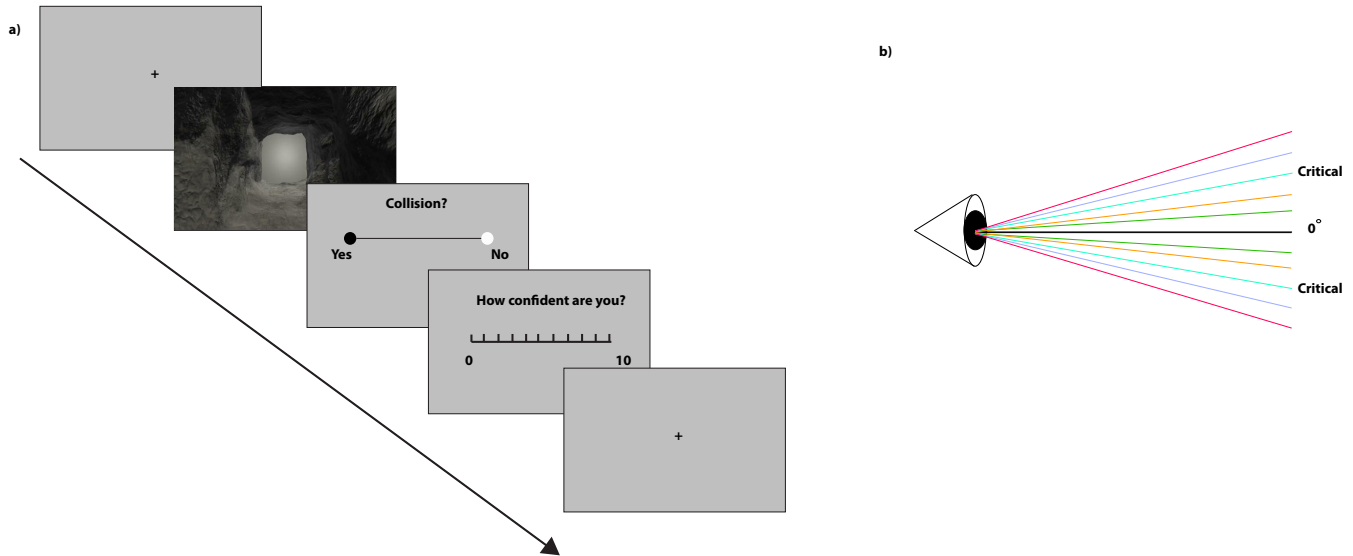 a)
+
Collision?
Yes No
How confident are you?
0 10
+
b)
Critical
0°
Critical